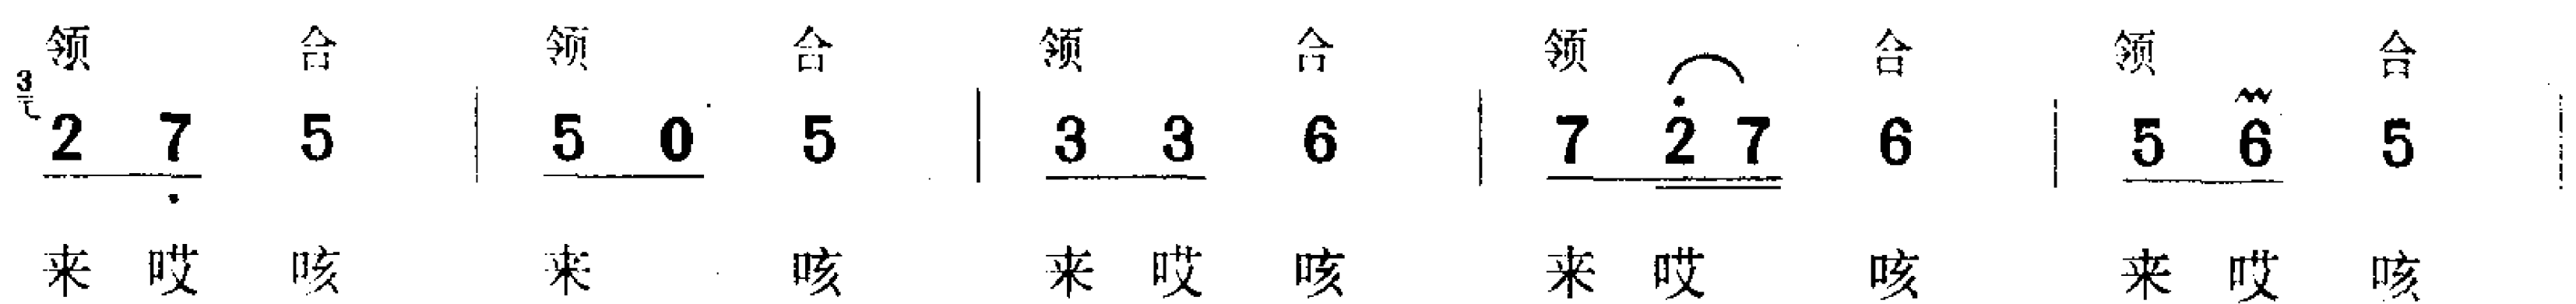 领 合 领 合 领 合 领 合 领 合
3 2 7 5 | 5 0 5 | 3 3 6 | 7 2 7 6 | 5 6 5 |
来 哎 咳 来 咳 来 哎 咳 来 哎 咳 来 哎 咳